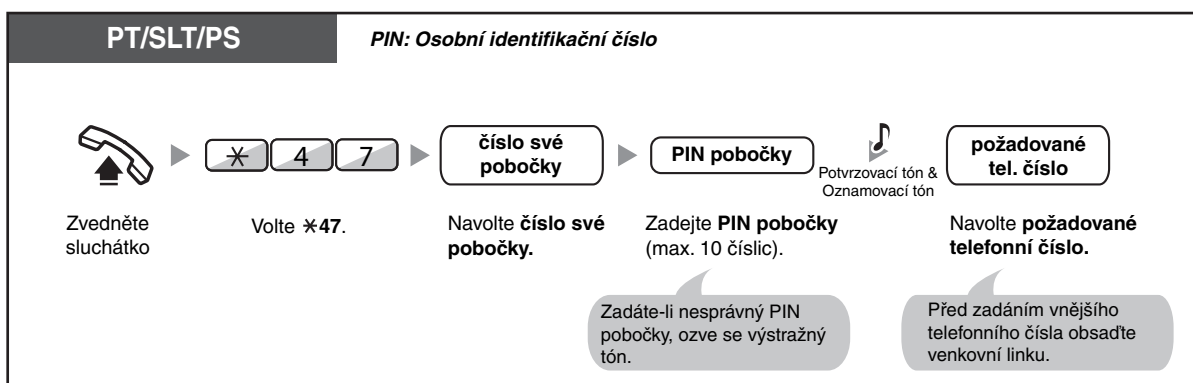 PT/SLT/PS
PIN: Osobní identifikační číslo
✳ 4 7
číslo své
pobočky
PIN pobočky
Potvrzovací tón &
Oznamovací tón
požadované
tel. číslo
Zvedněte
sluchátko
Volte ✳47.
Navolte číslo své
pobočky.
Zadejte PIN pobočky
(max. 10 číslic).
Navolte požadované
telefonní číslo.
Zadáte-li nesprávný PIN
pobočky, ozve se výstražný
tón.
Před zadáním vnějšího
telefonního čísla obsaďte
venkovní linku.